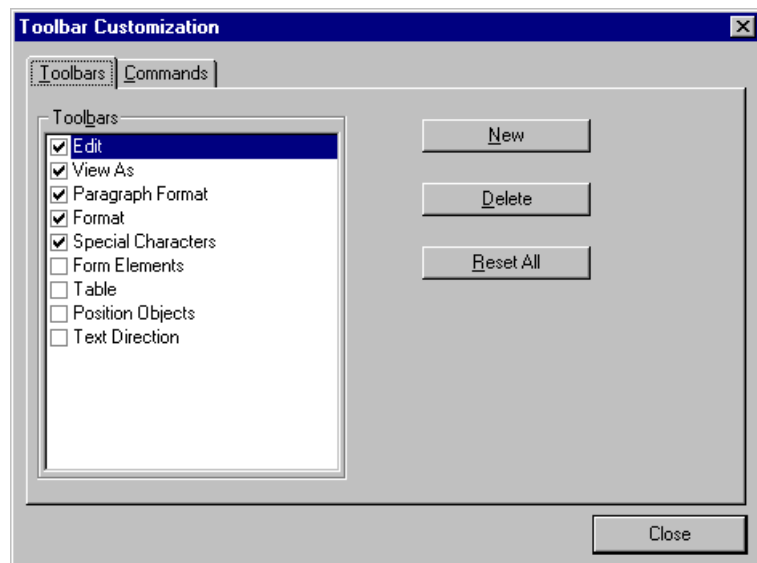 Toolbar Customization
Toolbars
Commands
Toolbars
Edit
View As
Paragraph Format
Format
Special Characters
Form Elements
Table
Position Objects
Text Direction
New
Delete
Reset All
Close